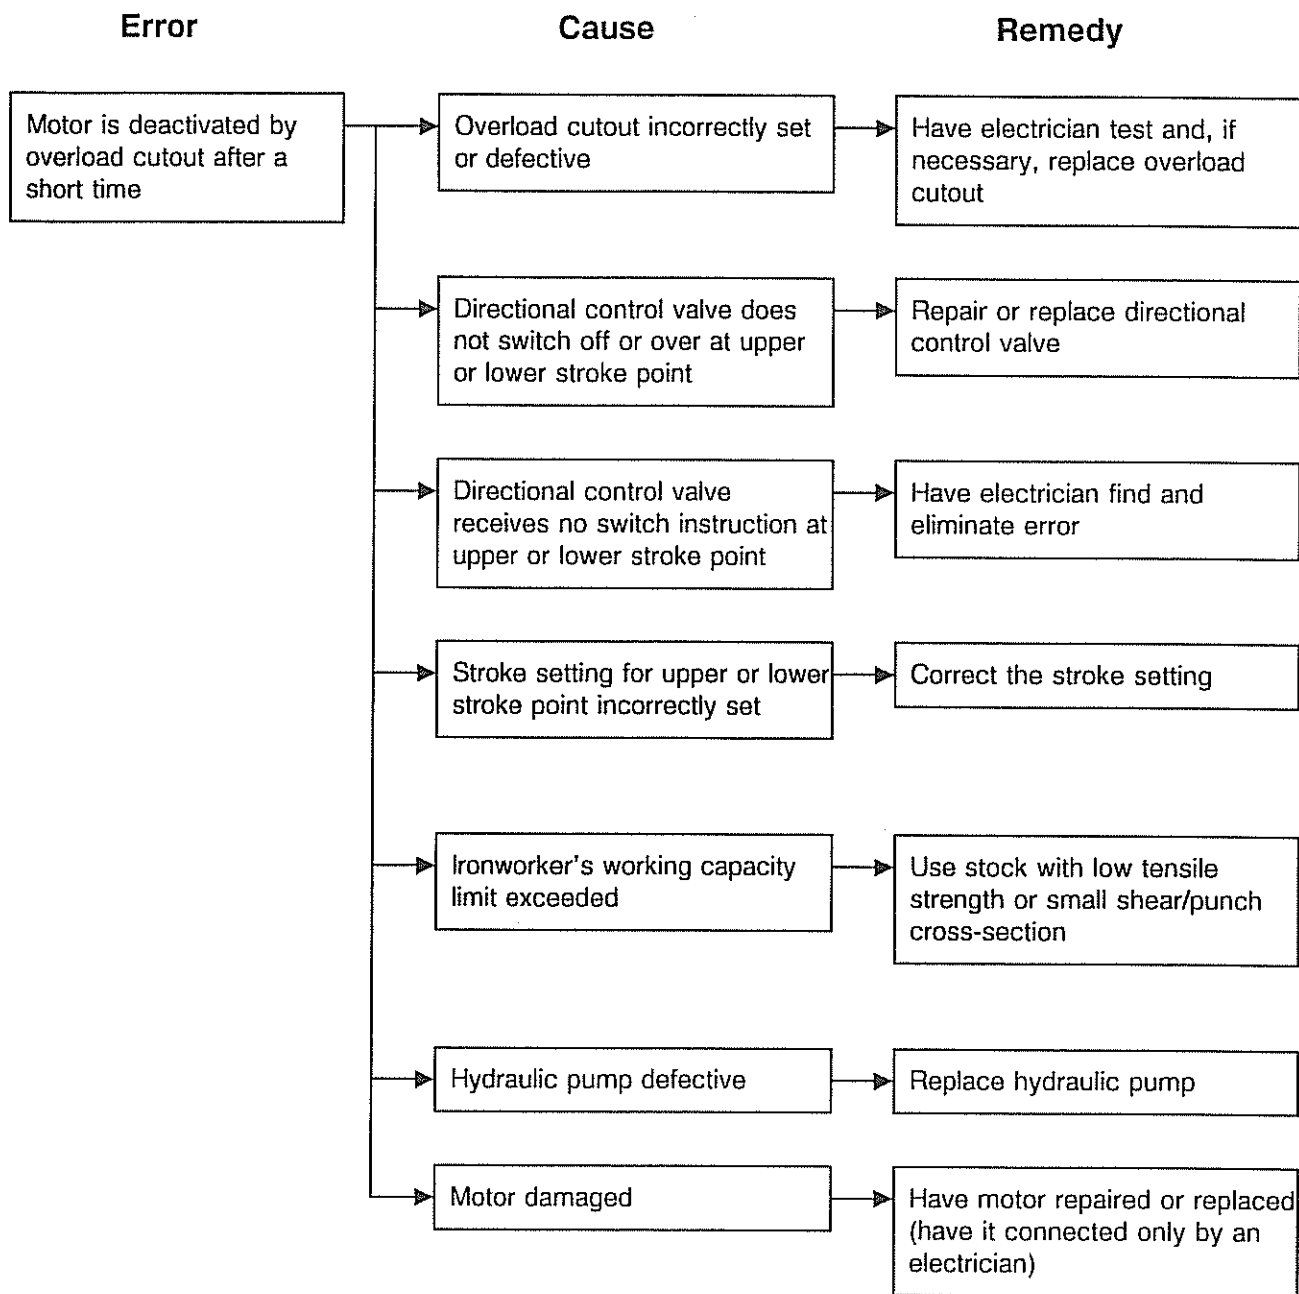 Error
Cause
Remedy
Motor is deactivated by
overload cutout after a
short time
Overload cutout incorrectly set
or defective
Have electrician test and, if
necessary, replace overload
cutout
Directional control valve does
not switch off or over at upper
or lower stroke point
Repair or replace directional
control valve
Directional control valve
receives no switch instruction at
upper or lower stroke point
Have electrician find and
eliminate error
Stroke setting for upper or lower
stroke point incorrectly set
Correct the stroke setting
Ironworker's working capacity
limit exceeded
Use stock with low tensile
strength or small shear/punch
cross-section
Hydraulic pump defective
Replace hydraulic pump
Motor damaged
Have motor repaired or replaced
(have it connected only by an
electrician)